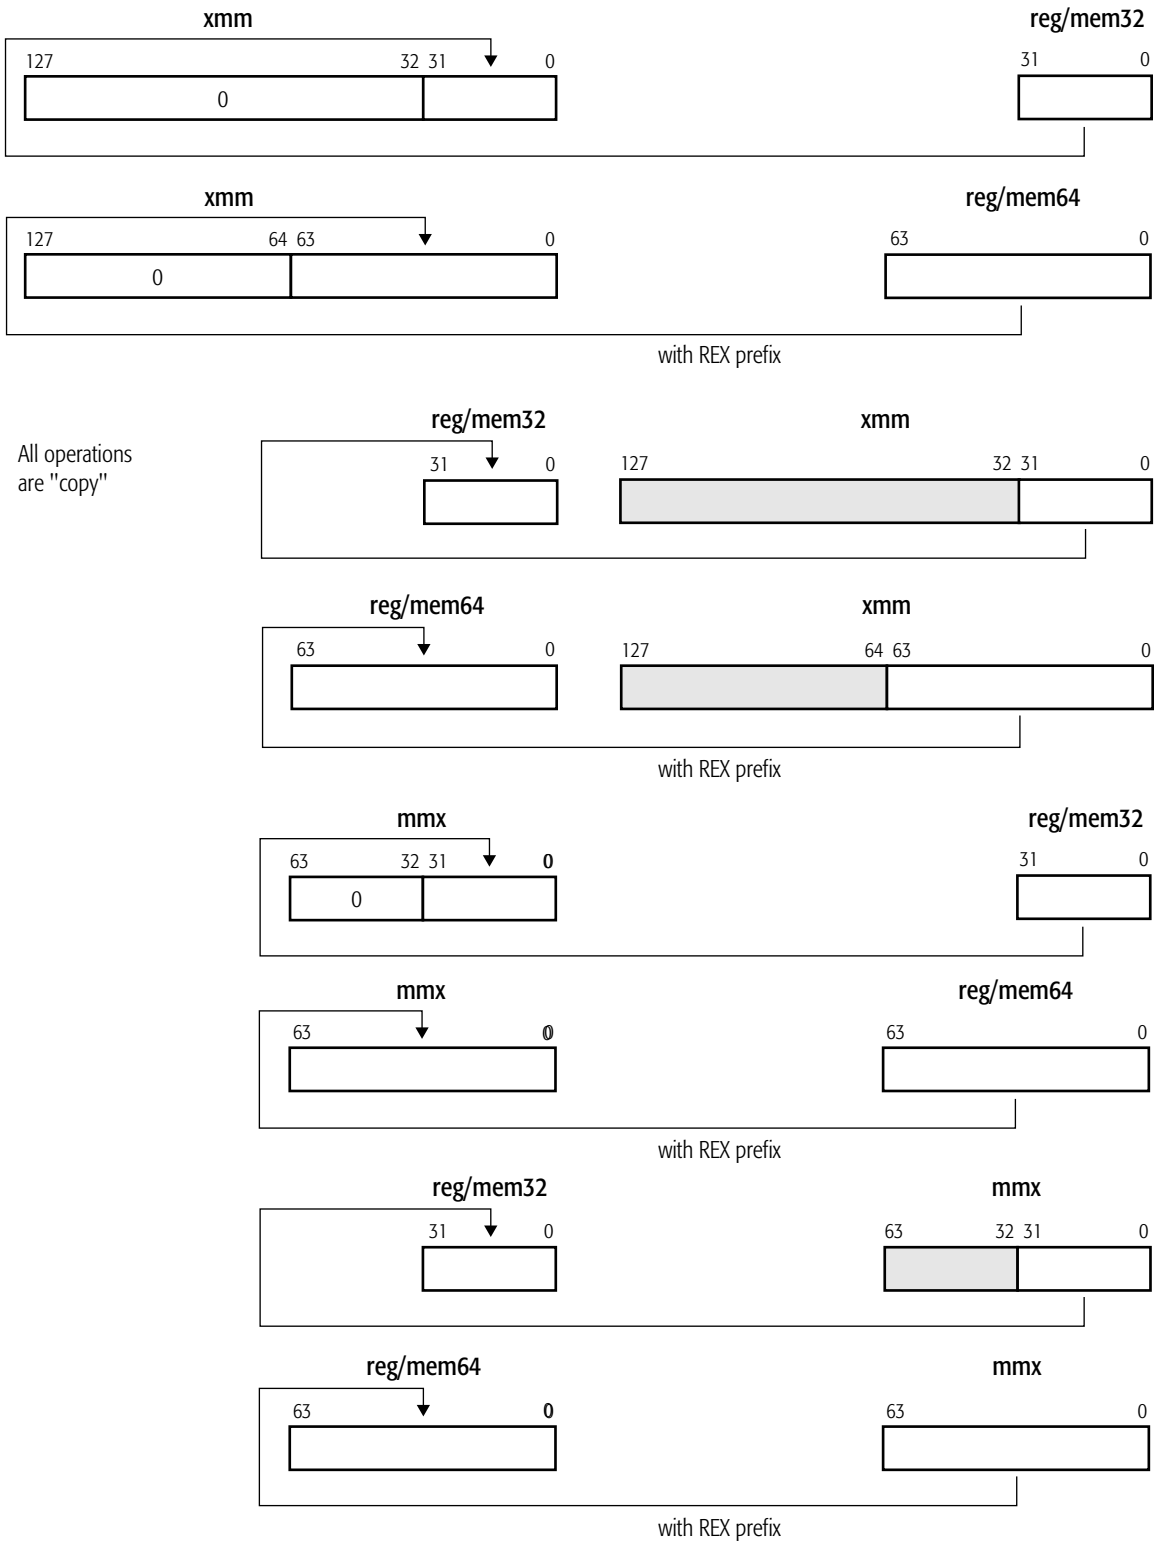 xmm reg/mem32
127 32 31 0 31 0
0
xmm reg/mem64
127 64 63 0 63 0
0
with REX prefix
All operations
are "copy"
reg/mem32 xmm
31 0 127 32 31 0
reg/mem64 xmm
63 0 127 64 63 0
with REX prefix
mmx reg/mem32
63 32 31 0 31 0
0
mmx reg/mem64
63 0 63 0
with REX prefix
reg/mem32 mmx
31 0 63 32 31 0
reg/mem64 mmx
63 0 63 0
with REX prefix